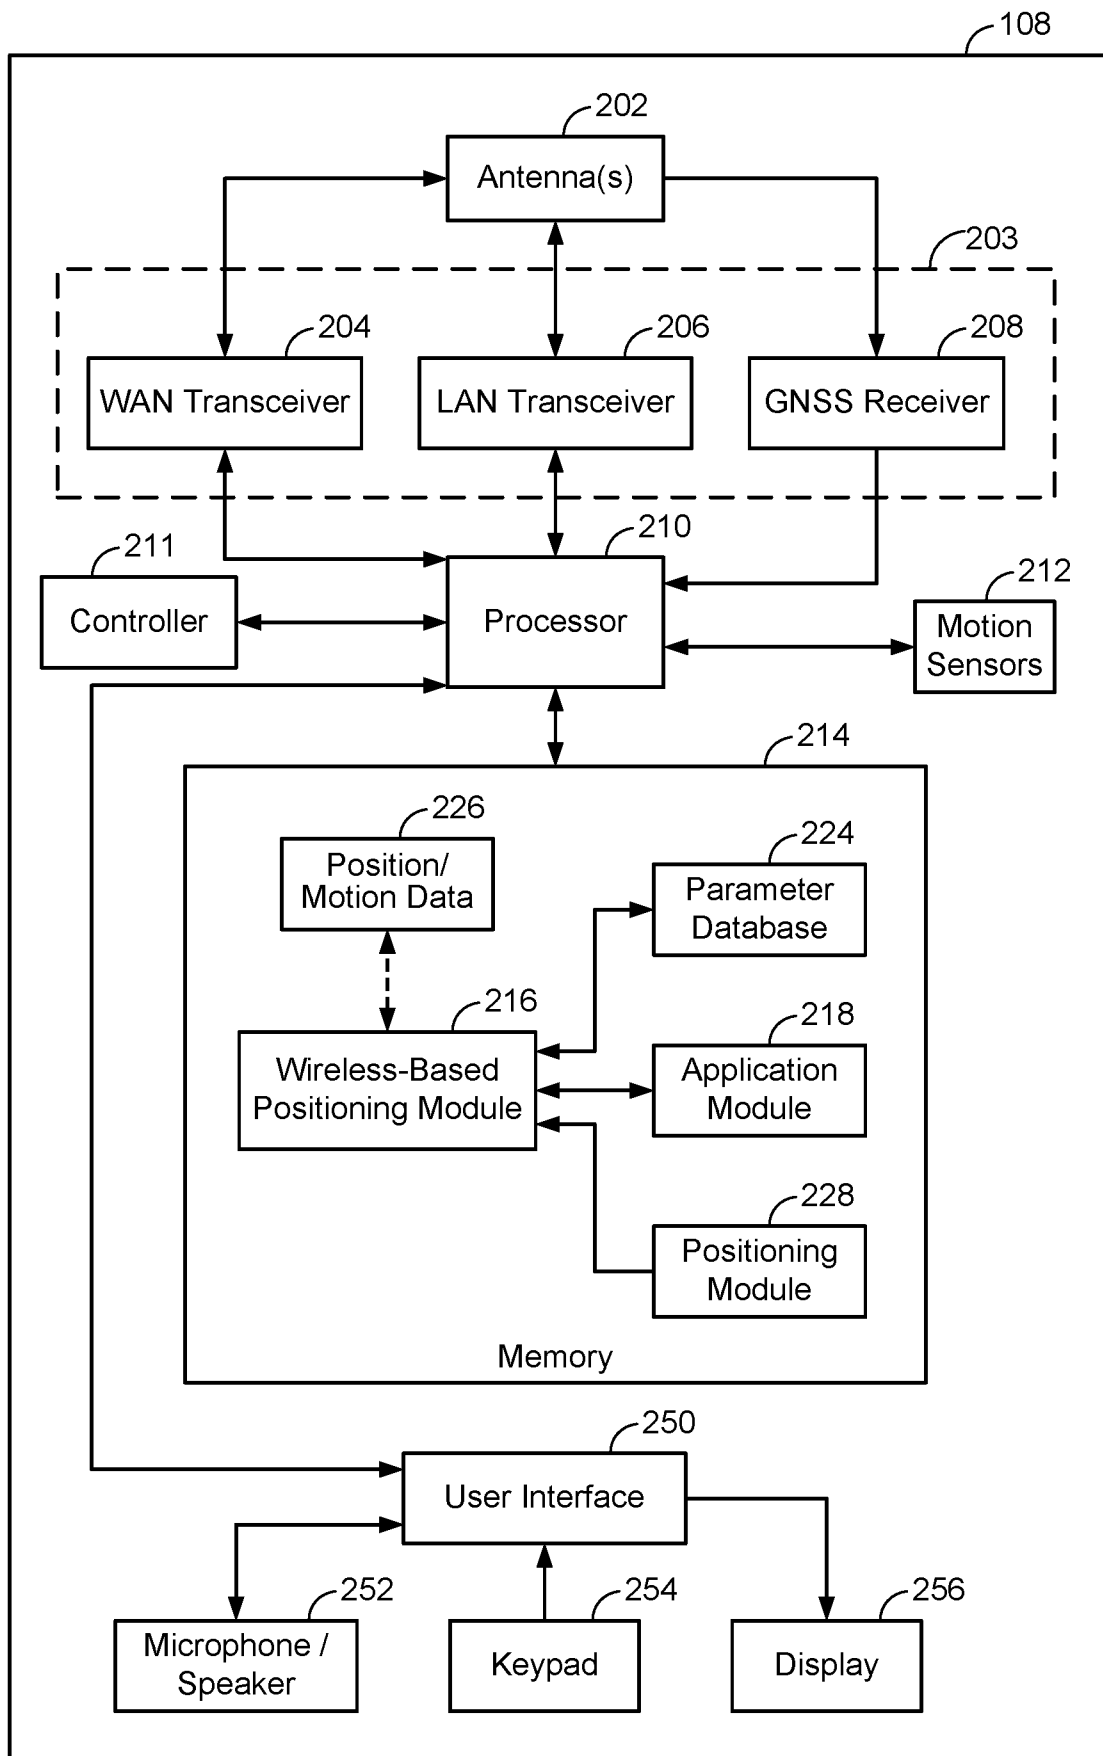 108
202
Antenna(s)
203
204
206
208
WAN Transceiver
LAN Transceiver
GNSS Receiver
210
211
212
Controller
Processor
Motion
Sensors
214
226
224
Position/
Motion Data
Parameter
Database
216
218
Wireless-Based
Positioning Module
Application
Module
228
Positioning
Module
Memory
250
User Interface
252
254
256
Microphone /
Speaker
Keypad
Display